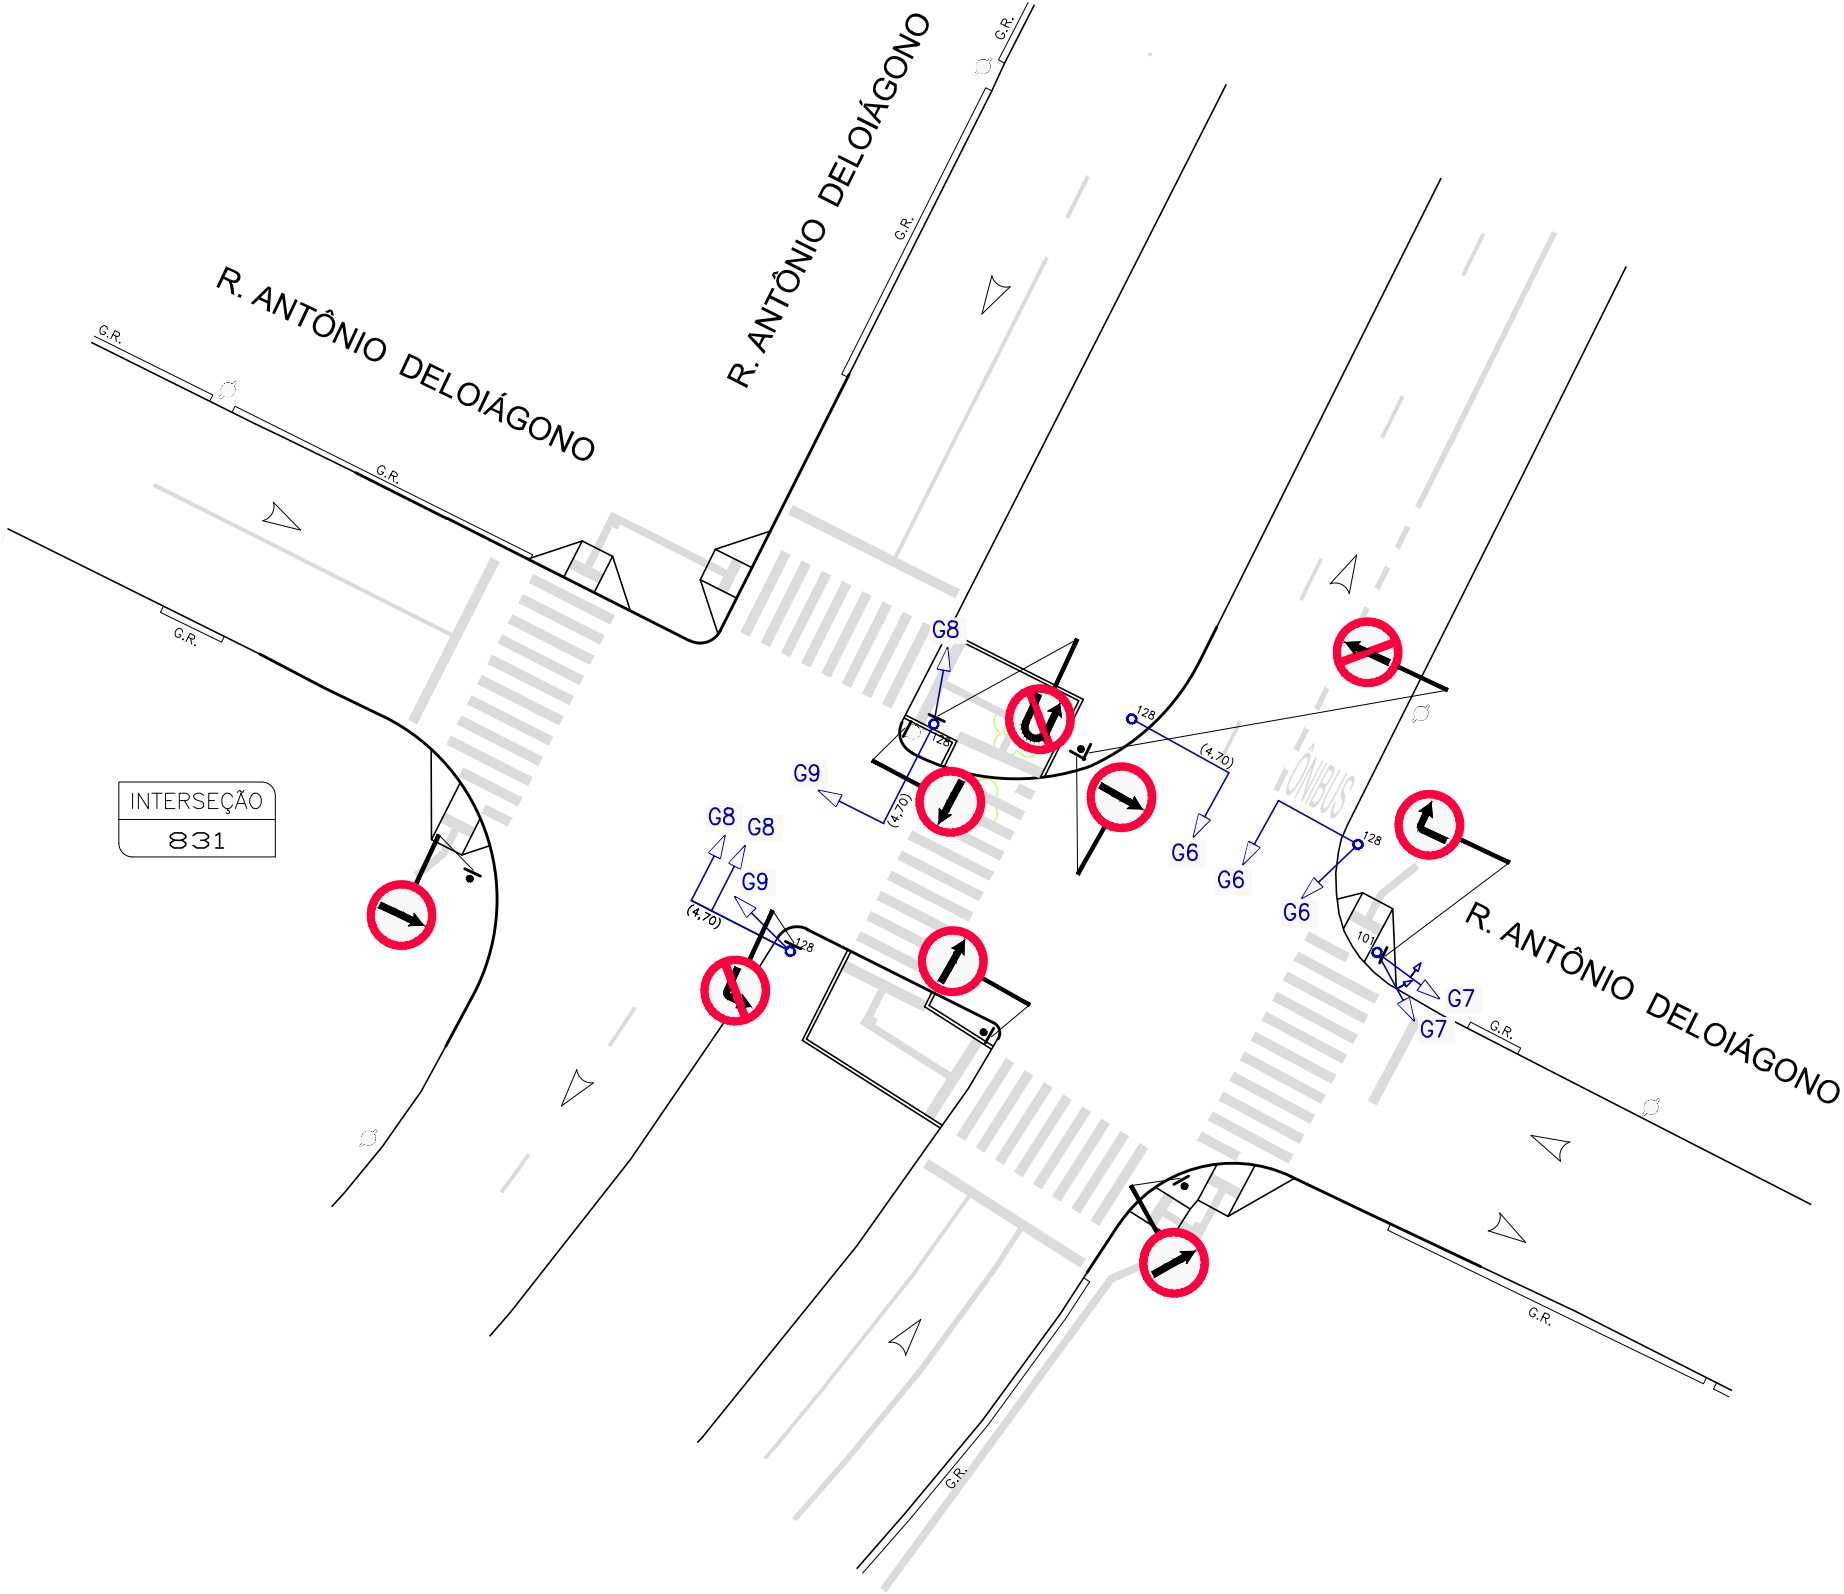 G.R.
R. ANTÔNIO DELOIÁGONO
G.R.
R. ANTÔNIO DELOIÁGONO
G.R.
G.R.
G.R.
G8
128
128
(4,70)
G9
(4,70)
ÔNIBUS
INTERSEÇÃO
831
G8
G8
G6
128
G6
G9
G6
(4,70)
128
101
R. ANTÔNIO DELOIÁGONO
G7
G7
G.R.
G.R.
G.R.